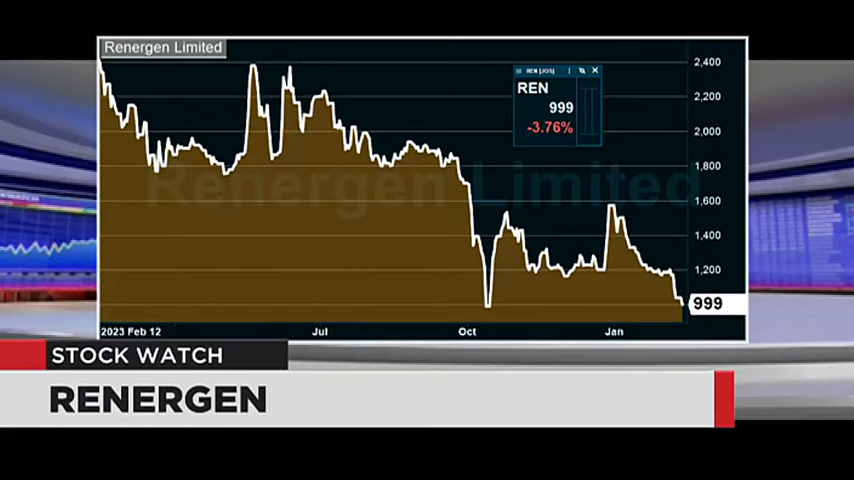 Renergen Limited
2,400
REN [JSE]
REN
2,200
999
-3.76%
2,000
1,800
Renergen Limited
1,600
1,400
1,200
999
2023 Feb 12 Jul Oct Jan
STOCK WATCH
RENERGEN